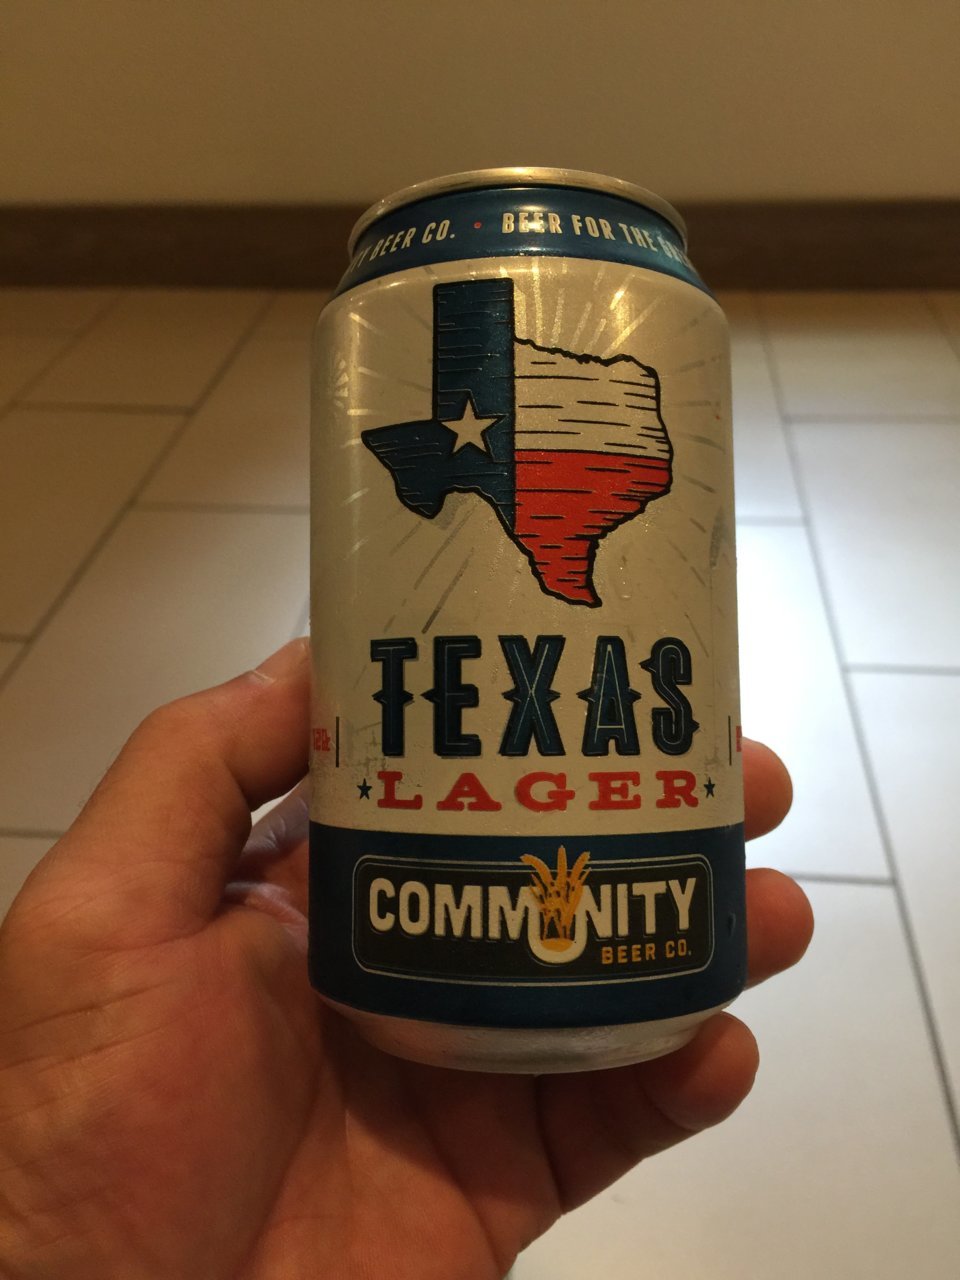 BEER CO. • BEER FOR THE
TEXAS
LAGER
COMMUNITY
BEER CO.